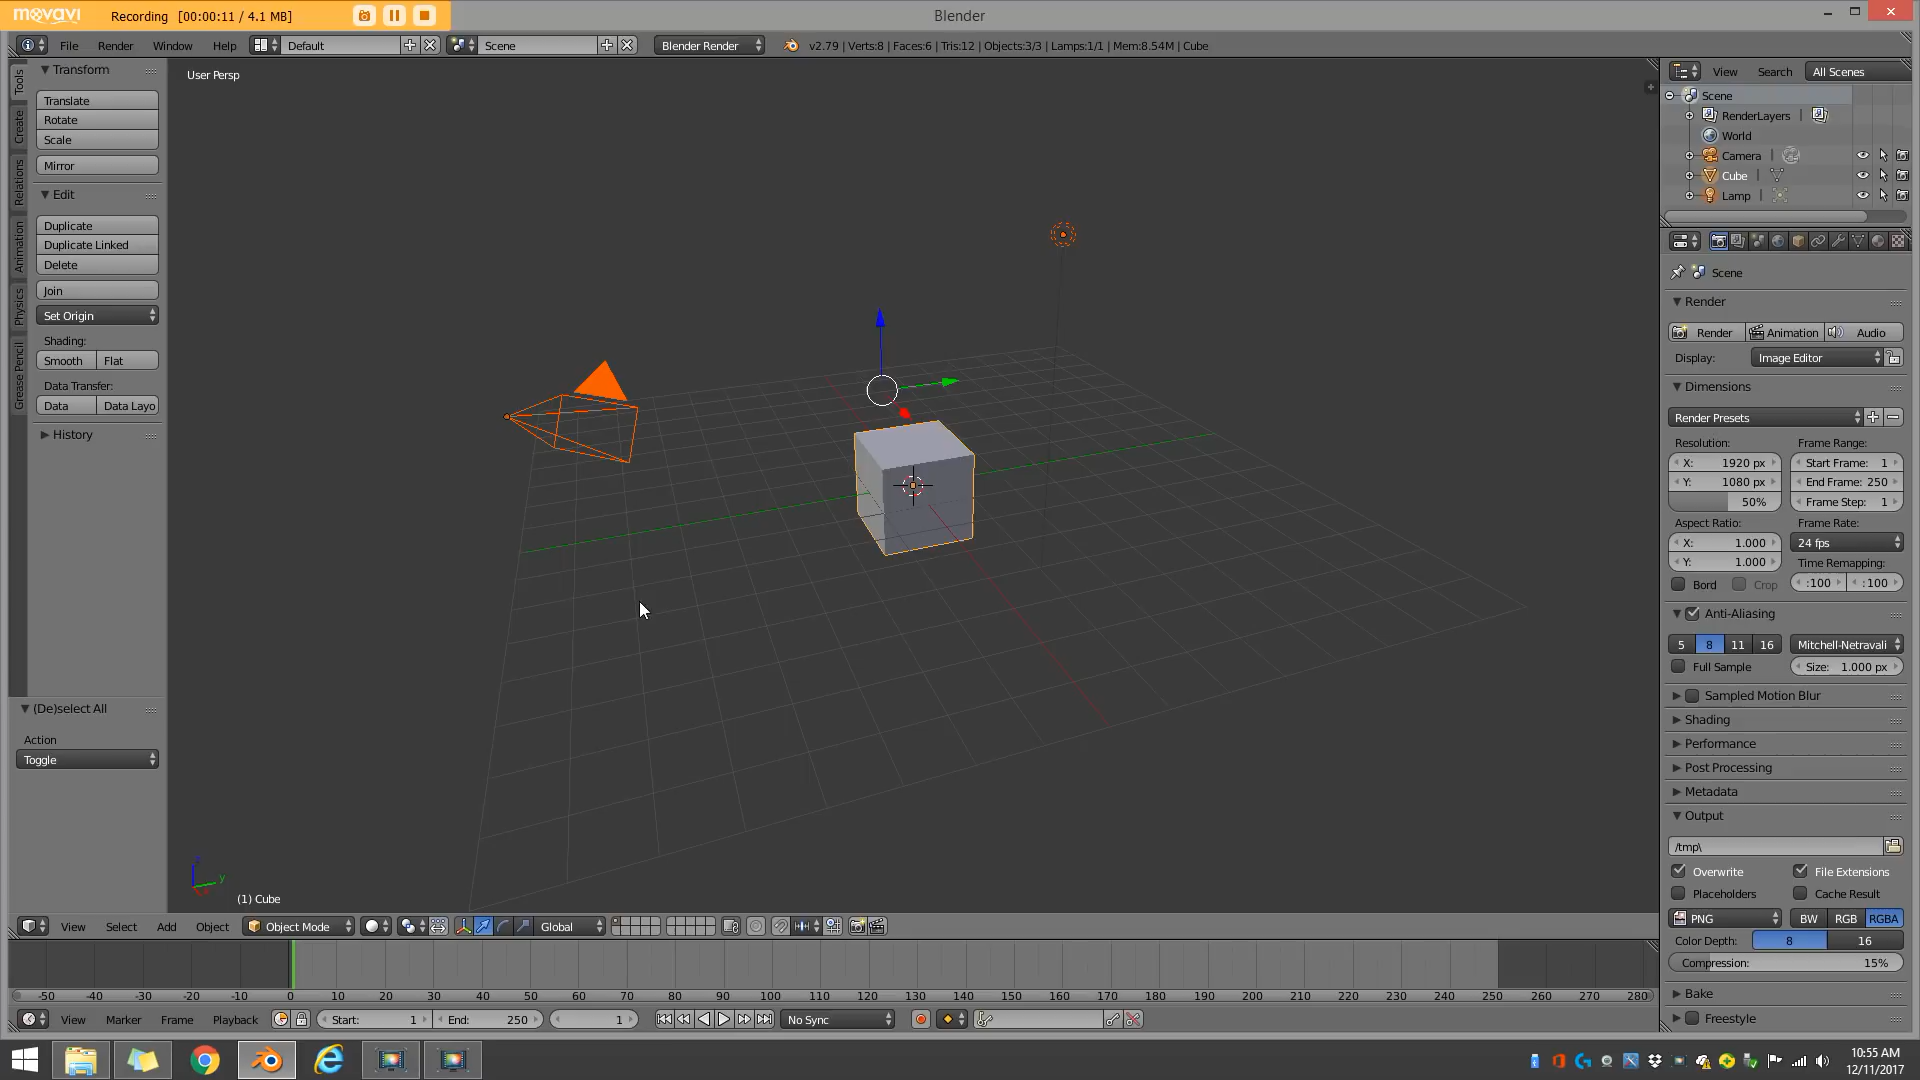 movavi Recording [00:00:11 / 4.1 MB] Blender
File Render Window Help Default Scene Blender Render v2.79 | Verts:8 | Faces:6 | Tris:12 | Objects:3/3 | Lamps:1/1 | Mem:8.54M | Cube
Tools
Create
Relations
Animation
Physics
Grease Pencil
Transform
Translate
Rotate
Scale
Mirror
Edit
Duplicate
Duplicate Linked
Delete
Join
Set Origin
Shading:
Smooth Flat
Data Transfer:
Data Data Layo
History
(De)select All
Action
Toggle
User Persp
z
y
(1) Cube
View Search All Scenes
Scene
RenderLayers |
World
Camera |
Cube |
Lamp |
Scene
Render
Render Animation Audio
Display: Image Editor
Dimensions
Render Presets
Resolution: Frame Range:
X: 1920 px Start Frame: 1
Y: 1080 px End Frame: 250
50% Frame Step: 1
Aspect Ratio: Frame Rate:
X: 1.000 24 fps
Y: 1.000 Time Remapping:
Bord Crop :100 :100
Anti-Aliasing
5 8 11 16 Mitchell-Netravali
Full Sample Size: 1.000 px
Sampled Motion Blur
Shading
Performance
Post Processing
Metadata
Output
/tmp\
Overwrite File Extensions
Placeholders Cache Result
PNG BW RGB RGBA
Color Depth: 8 16
Compression: 15%
Bake
Freestyle
View Select Add Object Object Mode Global
-50 -40 -30 -20 -10 0 10 20 30 40 50 60 70 80 90 100 110 120 130 140 150 160 170 180 190 200 210 220 230 240 250 260 270 280
View Marker Frame Playback Start: 1 End: 250 1 No Sync
10:55 AM
12/11/2017